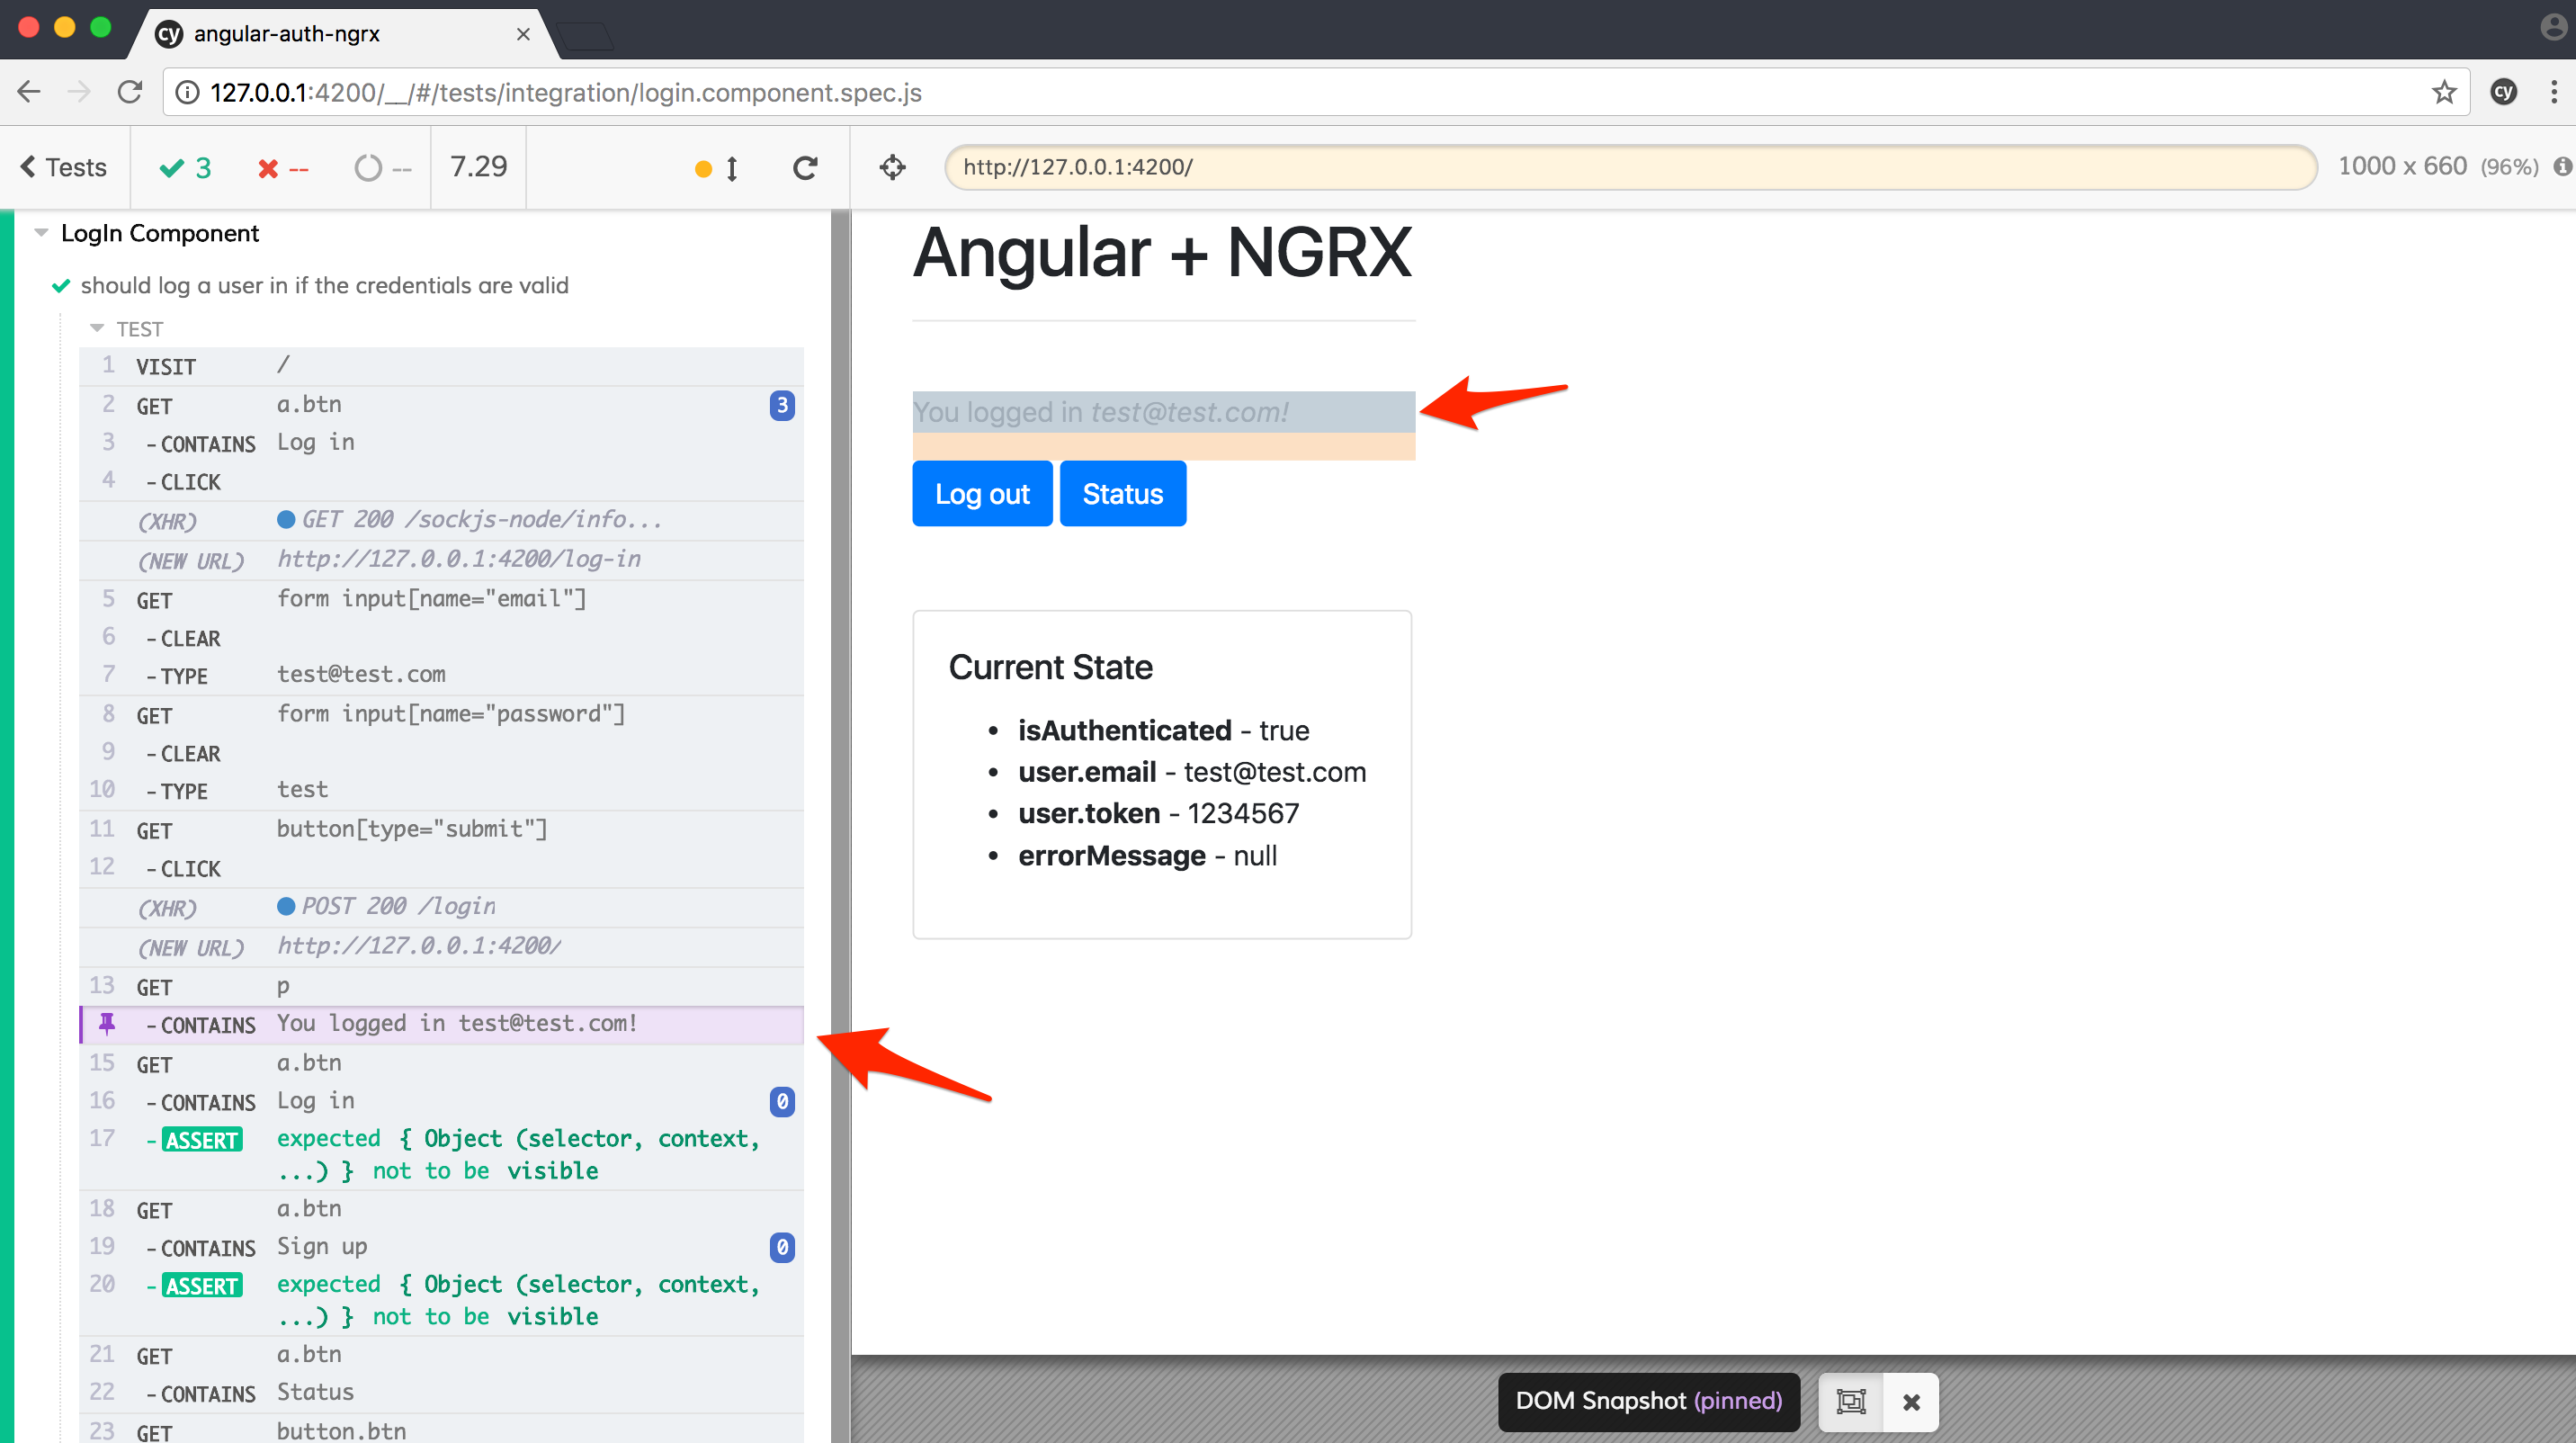 cy angular-auth-ngrx
127.0.0.1:4200/__/#/tests/integration/login.component.spec.js
cy
Tests 3 -- -- 7.29
http://127.0.0.1:4200/ 1000 x 660 (96%)
LogIn Component
should log a user in if the credentials are valid
TEST
1 VISIT /
2 GET a.btn 3
3 -CONTAINS Log in
4 -CLICK
(XHR) GET 200 /sockjs-node/info...
(NEW URL) http://127.0.0.1:4200/log-in
5 GET form input[name="email"]
6 -CLEAR
7 -TYPE test@test.com
8 GET form input[name="password"]
9 -CLEAR
10 -TYPE test
11 GET button[type="submit"]
12 -CLICK
(XHR) POST 200 /login
(NEW URL) http://127.0.0.1:4200/
13 GET p
-CONTAINS You logged in test@test.com!
15 GET a.btn
16 -CONTAINS Log in 0
17 -ASSERT expected { Object (selector, context,
...) } not to be visible
18 GET a.btn
19 -CONTAINS Sign up 0
20 -ASSERT expected { Object (selector, context,
...) } not to be visible
21 GET a.btn
22 -CONTAINS Status
23 GET button.btn
Angular + NGRX
You logged in test@test.com!
Log out Status
Current State
• isAuthenticated - true
• user.email - test@test.com
• user.token - 1234567
• errorMessage - null
DOM Snapshot (pinned)